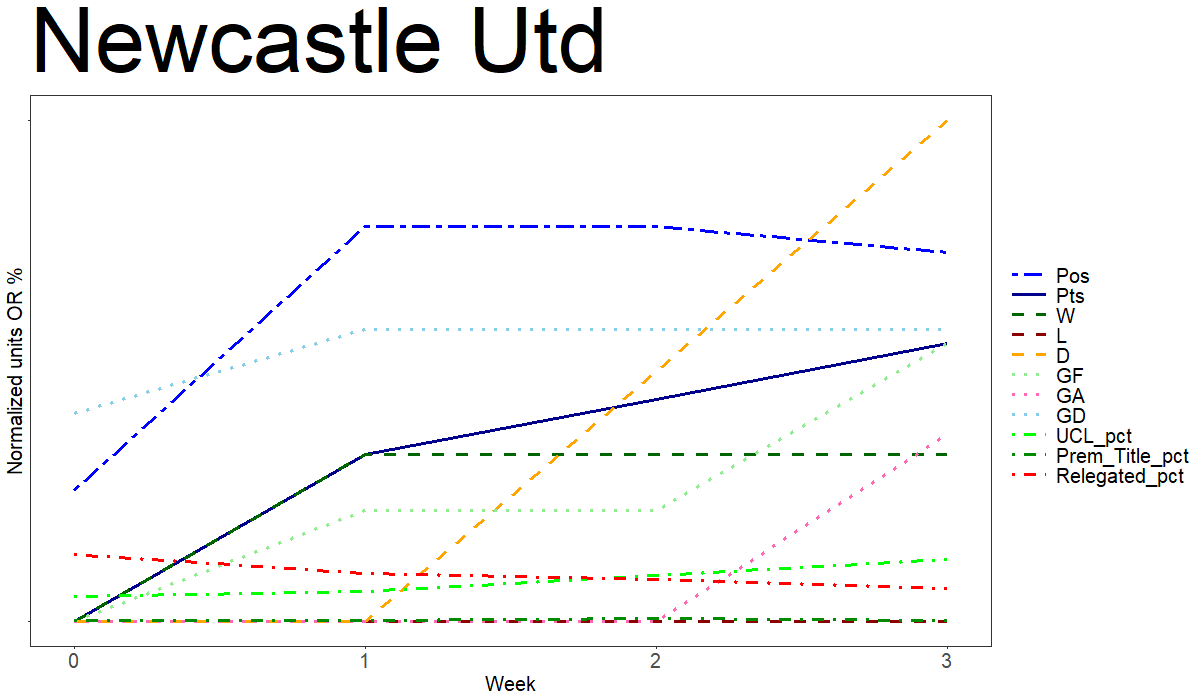 Newcastle Utd
Normalized units OR %
Pos
Pts
W
L
D
GF
GA
GD
UCL_pct
Prem_Title_pct
Relegated_pct
0 1 2 3
Week